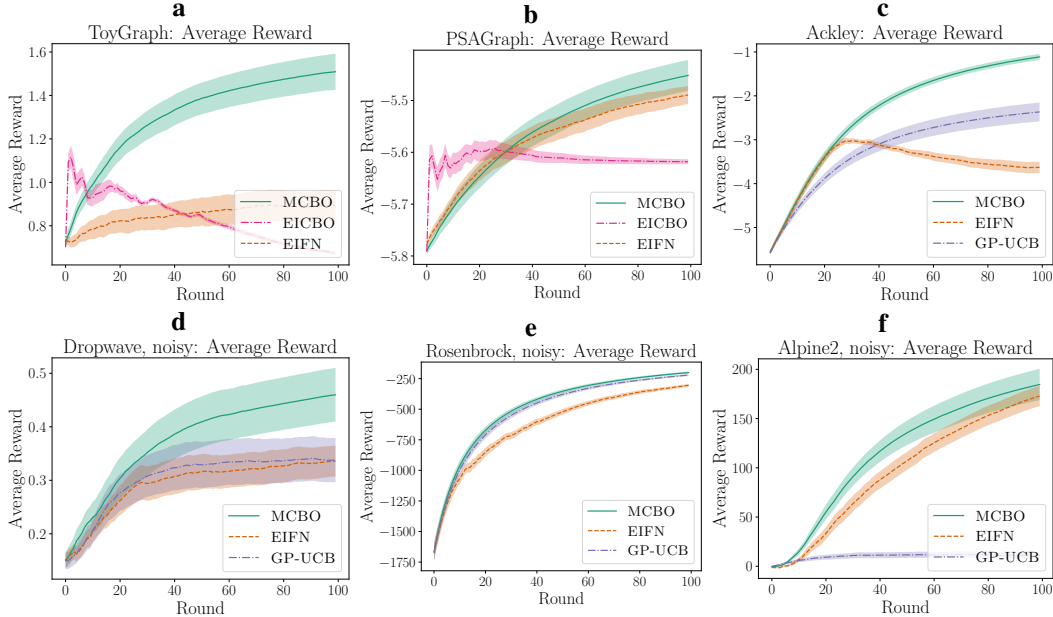 a
ToyGraph: Average Reward
Average Reward
1.6
1.4
1.2
1.0
0.8
0 20 40 60 80 100
Round
MCBO
EICBO
EIFN
b
PSAGraph: Average Reward
Average Reward
−5.5
−5.6
−5.7
−5.8
0 20 40 60 80 100
Round
MCBO
EICBO
EIFN
c
Ackley: Average Reward
Average Reward
−1
−2
−3
−4
−5
0 20 40 60 80 100
Round
MCBO
EIFN
GP-UCB
d
Dropwave, noisy: Average Reward
Average Reward
0.5
0.4
0.3
0.2
0 20 40 60 80 100
Round
MCBO
EIFN
GP-UCB
e
Rosenbrock, noisy: Average Reward
Average Reward
−250
−500
−750
−1000
−1250
−1500
−1750
0 20 40 60 80 100
Round
MCBO
EIFN
GP-UCB
f
Alpine2, noisy: Average Reward
Average Reward
200
150
100
50
0
0 20 40 60 80 100
Round
MCBO
EIFN
GP-UCB